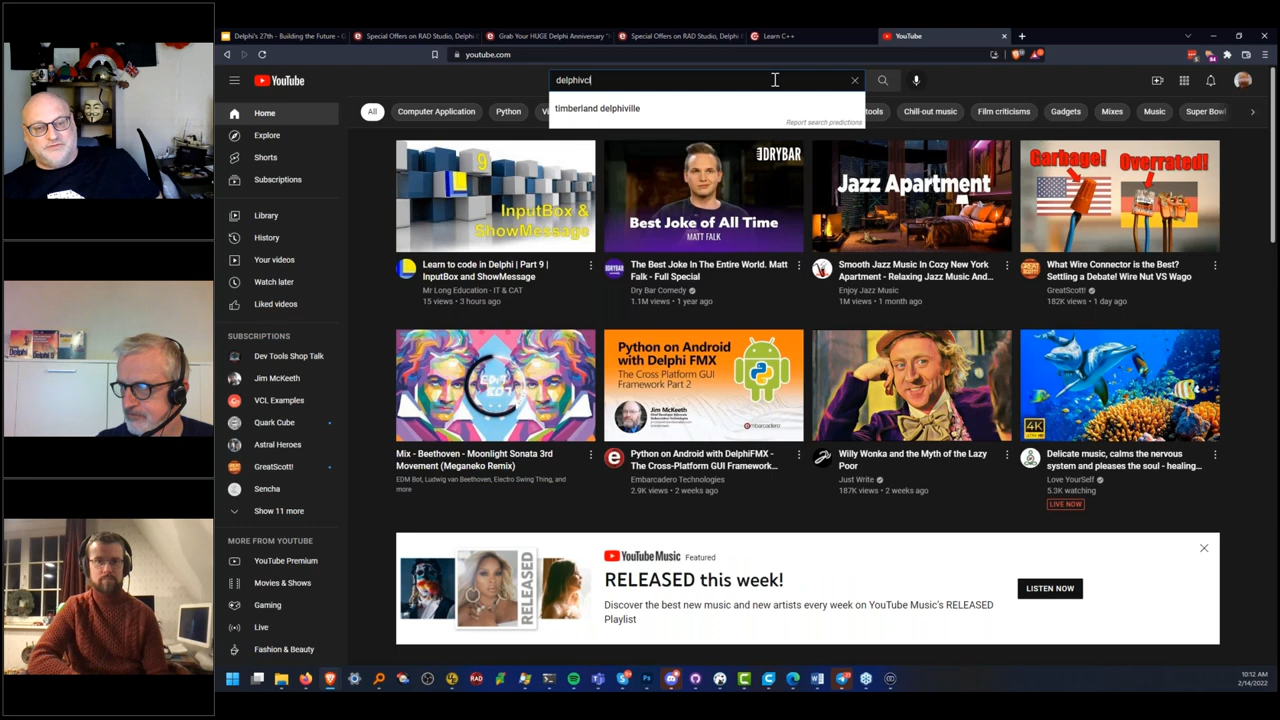 Delphi's 27th - Building the Future - G
Special Offers on RAD Studio, Delphi
Grab Your HUGE Delphi Anniversary
Special Offers on RAD Studio, Delphi
Learn C++
YouTube
youtube.com
YouTube
delphivcl
timberland delphiville
Report search predictions
All
Computer Application
Python
Chill-out music
Film criticisms
Gadgets
Mixes
Music
Super Bowl
Home
Explore
Shorts
Subscriptions
Library
History
Your videos
Watch later
Liked videos
SUBSCRIPTIONS
Dev Tools Shop Talk
Jim McKeeth
VCL Examples
Quark Cube
Astral Heroes
GreatScott!
Sencha
Show 11 more
MORE FROM YOUTUBE
YouTube Premium
Movies & Shows
Gaming
Live
Fashion & Beauty
9
InputBox &
ShowMessage
Learn to code in Delphi | Part 9 |
InputBox and ShowMessage
Mr Long Education - IT & CAT
15 views • 3 hours ago
DRYBAR
Best Joke of All Time
MATT FALK
The Best Joke In The Entire World. Matt
Falk - Full Special
Dry Bar Comedy
1.1M views • 1 year ago
Jazz Apartment
Smooth Jazz Music In Cozy New York
Apartment - Relaxing Jazz Music And...
Enjoy Jazz Music
1M views • 1 month ago
Garbage!
Overrated!
What Wire Connector is the Best?
Settling a Debate! Wire Nut VS Wago
GreatScott!
182K views • 1 day ago
Mix - Beethoven - Moonlight Sonata 3rd
Movement (Meganeko Remix)
EDM Bot, Ludwig van Beethoven, Electro Swing Thing, and
more
Python on Android
with Delphi FMX
The Cross Platform GUI
Framework Part 2
Jim McKeeth
embarcadero
Python on Android with DelphiFMX -
The Cross-Platform GUI Framework...
Embarcadero Technologies
2.9K views • 2 weeks ago
Willy Wonka and the Myth of the Lazy
Poor
Just Write
187K views • 2 weeks ago
4K
Delicate music, calms the nervous
system and pleases the soul - healing...
Love YourSelf
5.3K watching
LIVE NOW
RELEASED
YouTube Music
Featured
RELEASED this week!
Discover the best new music and new artists every week on YouTube Music's RELEASED
Playlist
LISTEN NOW
10:12 AM
2/14/2022